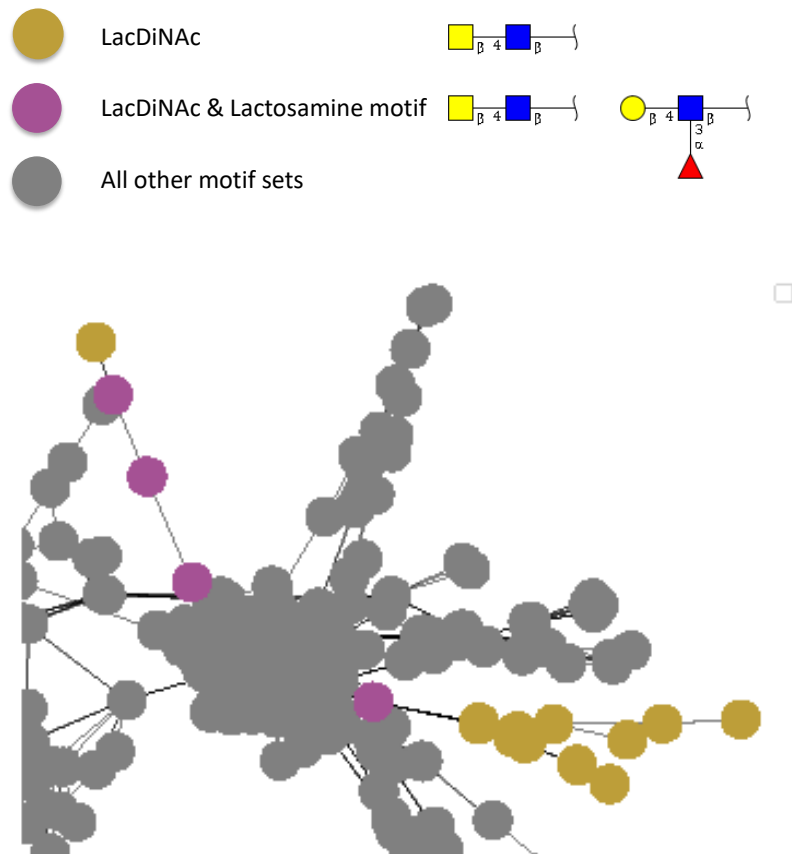 LacDiNAc
β 4 β
LacDiNAc & Lactosamine motif
β 4 β
β 4 β
3
α
All other motif sets